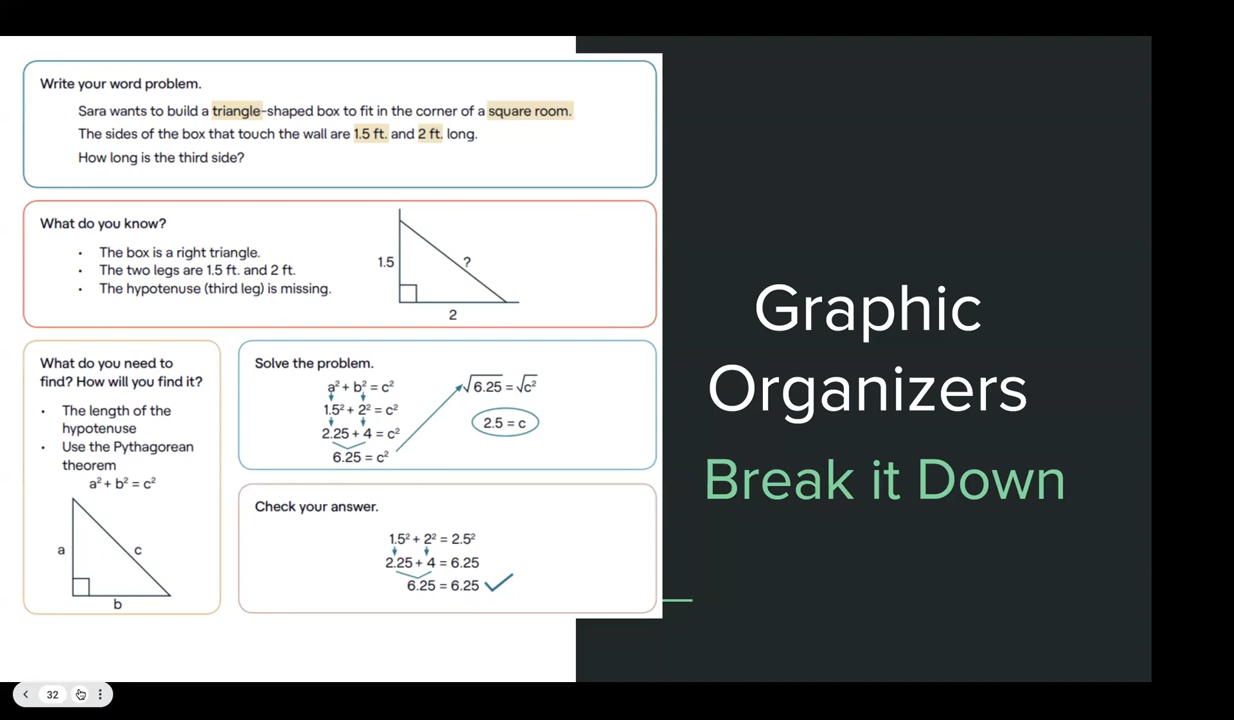 Write your word problem.
Sara wants to build a triangle-shaped box to fit in the corner of a square room.
The sides of the box that touch the wall are 1.5 ft. and 2 ft. long.
How long is the third side?
What do you know?
· The box is a right triangle.
· The two legs are 1.5 ft. and 2 ft.
· The hypotenuse (third leg) is missing.
1.5
?
2
What do you need to
find? How will you find it?
· The length of the
hypotenuse
· Use the Pythagorean
theorem
a² + b² = c²
a
c
b
Solve the problem.
a² + b² = c²
1.5² + 2² = c²
2.25 + 4 = c²
6.25 = c²
√6.25 = √c²
2.5 = c
Check your answer.
1.5² + 2² = 2.5²
2.25 + 4 = 6.25
6.25 = 6.25
Graphic
Organizers
Break it Down
32